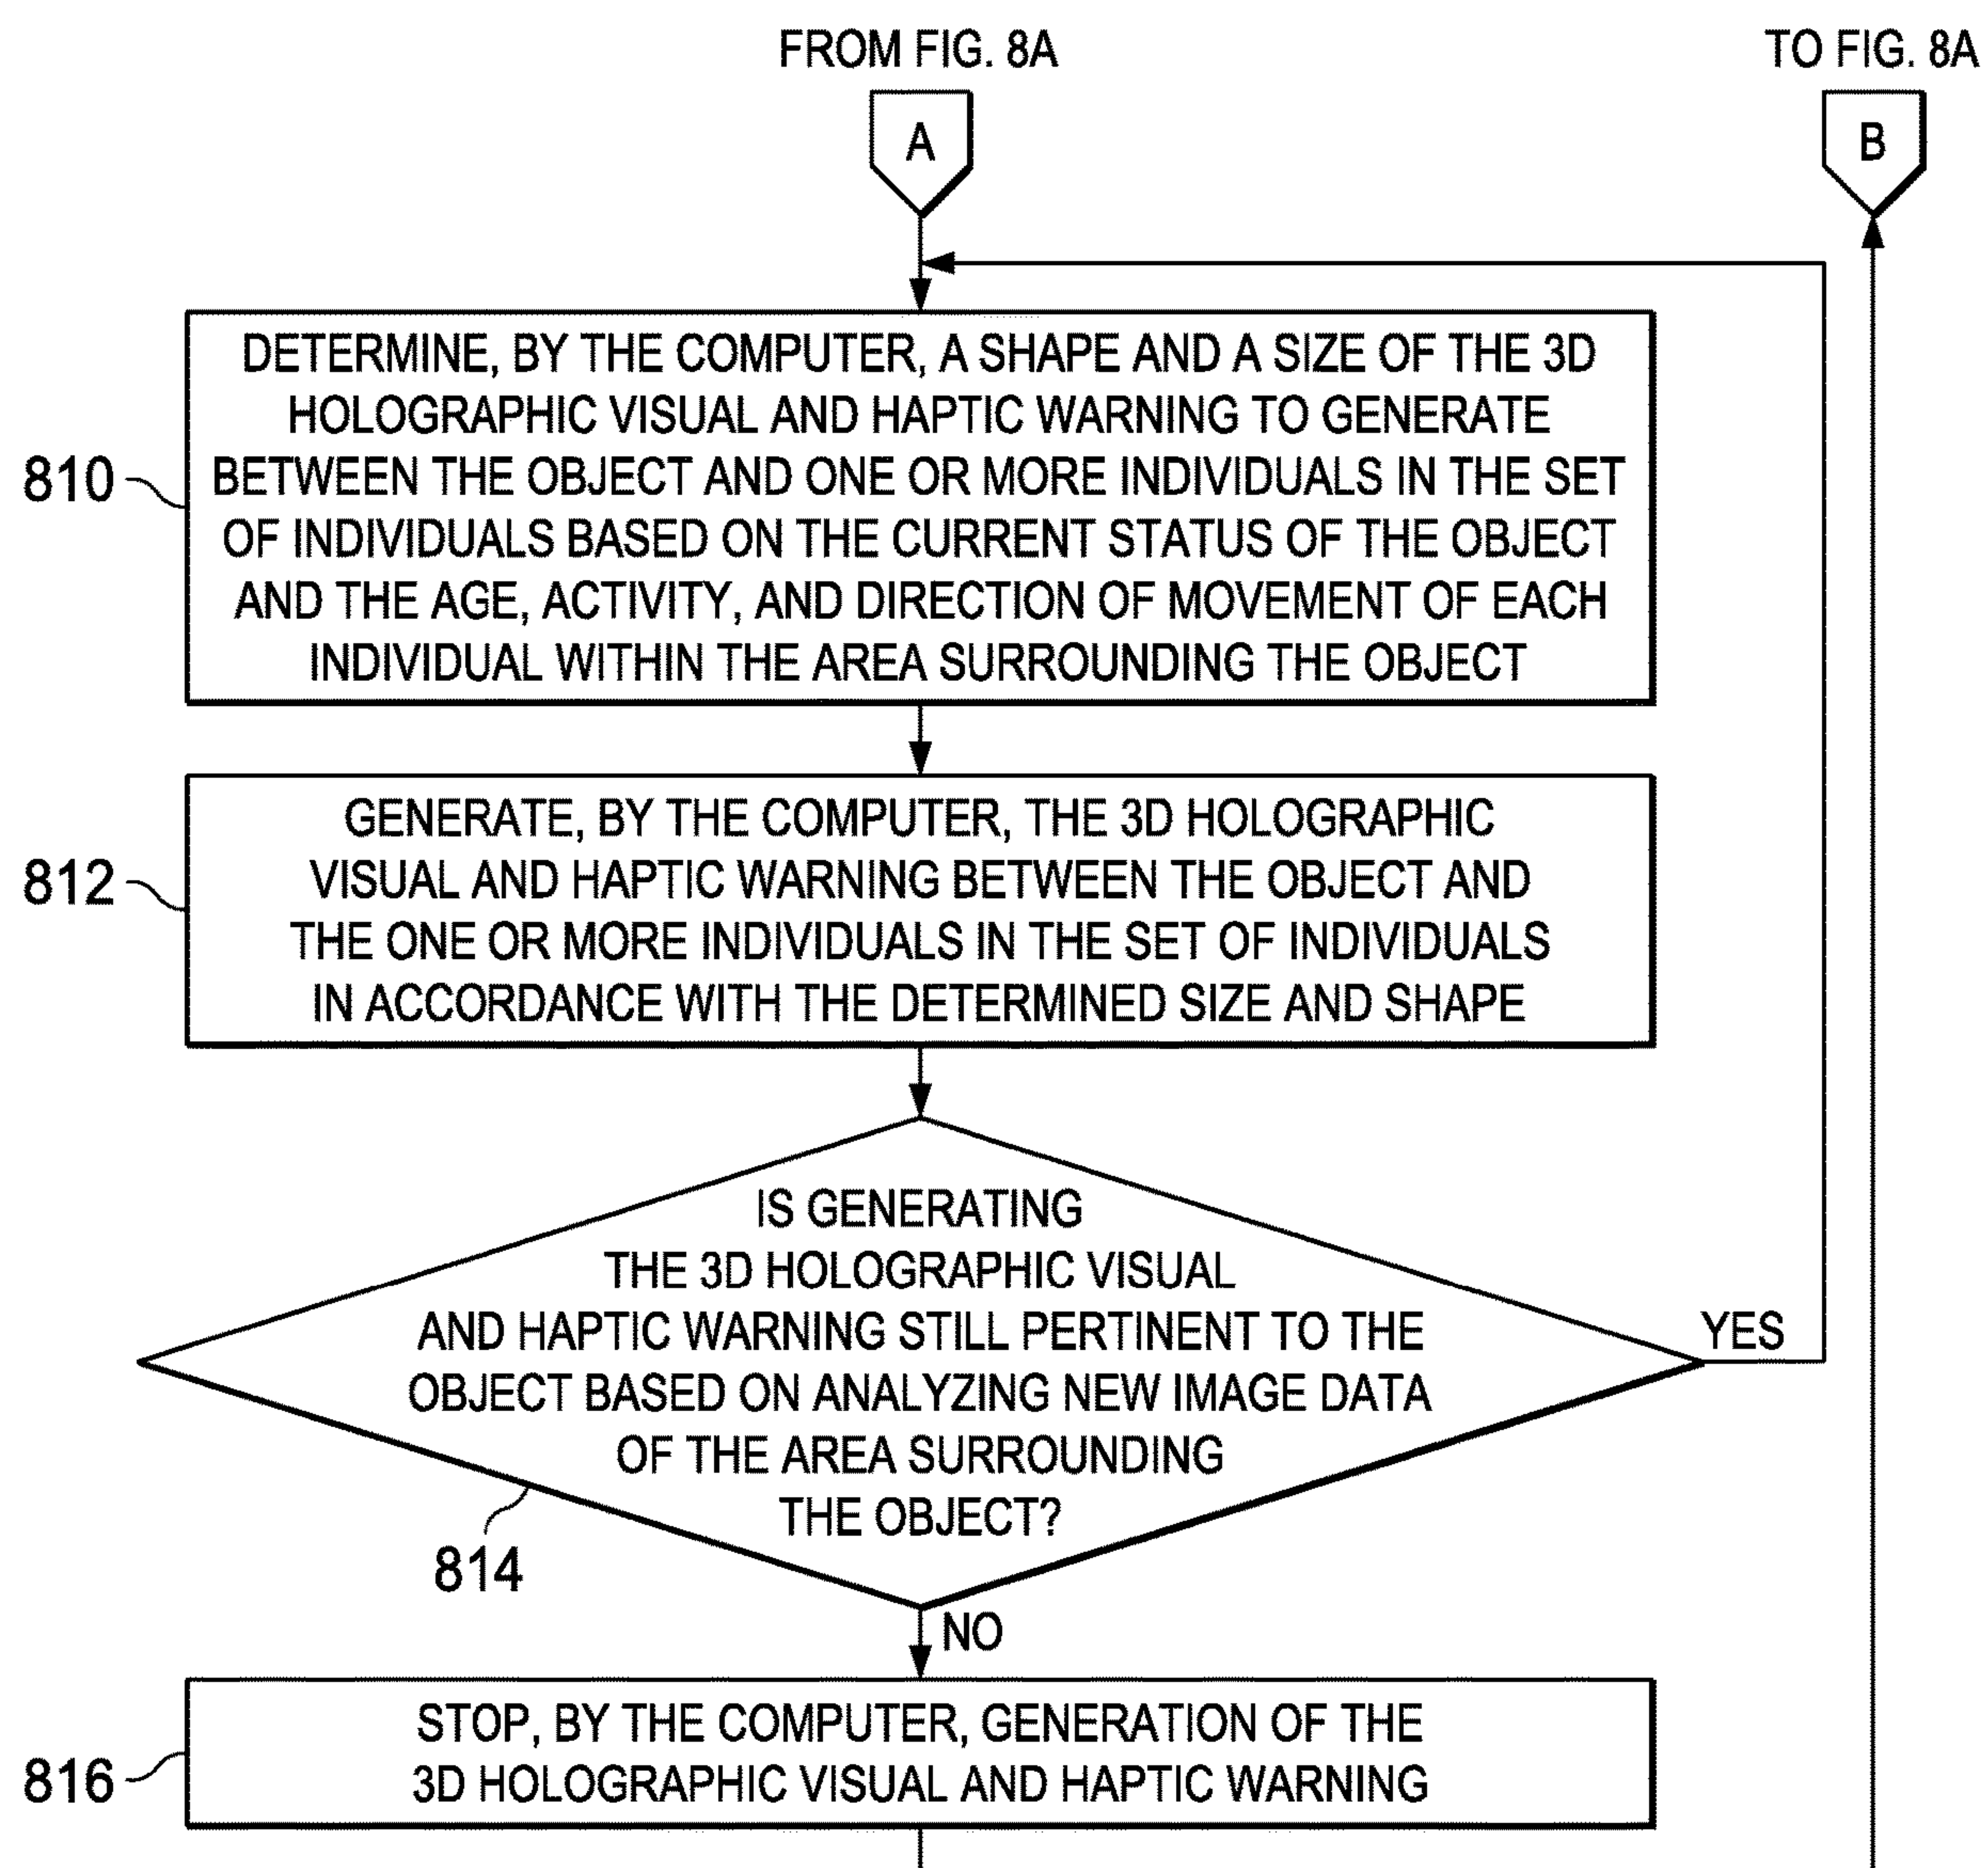 FROM FIG. 8A
TO FIG. 8A
A
B
810
DETERMINE, BY THE COMPUTER, A SHAPE AND A SIZE OF THE 3D
HOLOGRAPHIC VISUAL AND HAPTIC WARNING TO GENERATE
BETWEEN THE OBJECT AND ONE OR MORE INDIVIDUALS IN THE SET
OF INDIVIDUALS BASED ON THE CURRENT STATUS OF THE OBJECT
AND THE AGE, ACTIVITY, AND DIRECTION OF MOVEMENT OF EACH
INDIVIDUAL WITHIN THE AREA SURROUNDING THE OBJECT
812
GENERATE, BY THE COMPUTER, THE 3D HOLOGRAPHIC
VISUAL AND HAPTIC WARNING BETWEEN THE OBJECT AND
THE ONE OR MORE INDIVIDUALS IN THE SET OF INDIVIDUALS
IN ACCORDANCE WITH THE DETERMINED SIZE AND SHAPE
IS GENERATING
THE 3D HOLOGRAPHIC VISUAL
AND HAPTIC WARNING STILL PERTINENT TO THE
OBJECT BASED ON ANALYZING NEW IMAGE DATA
OF THE AREA SURROUNDING
THE OBJECT?
YES
814
NO
816
STOP, BY THE COMPUTER, GENERATION OF THE
3D HOLOGRAPHIC VISUAL AND HAPTIC WARNING